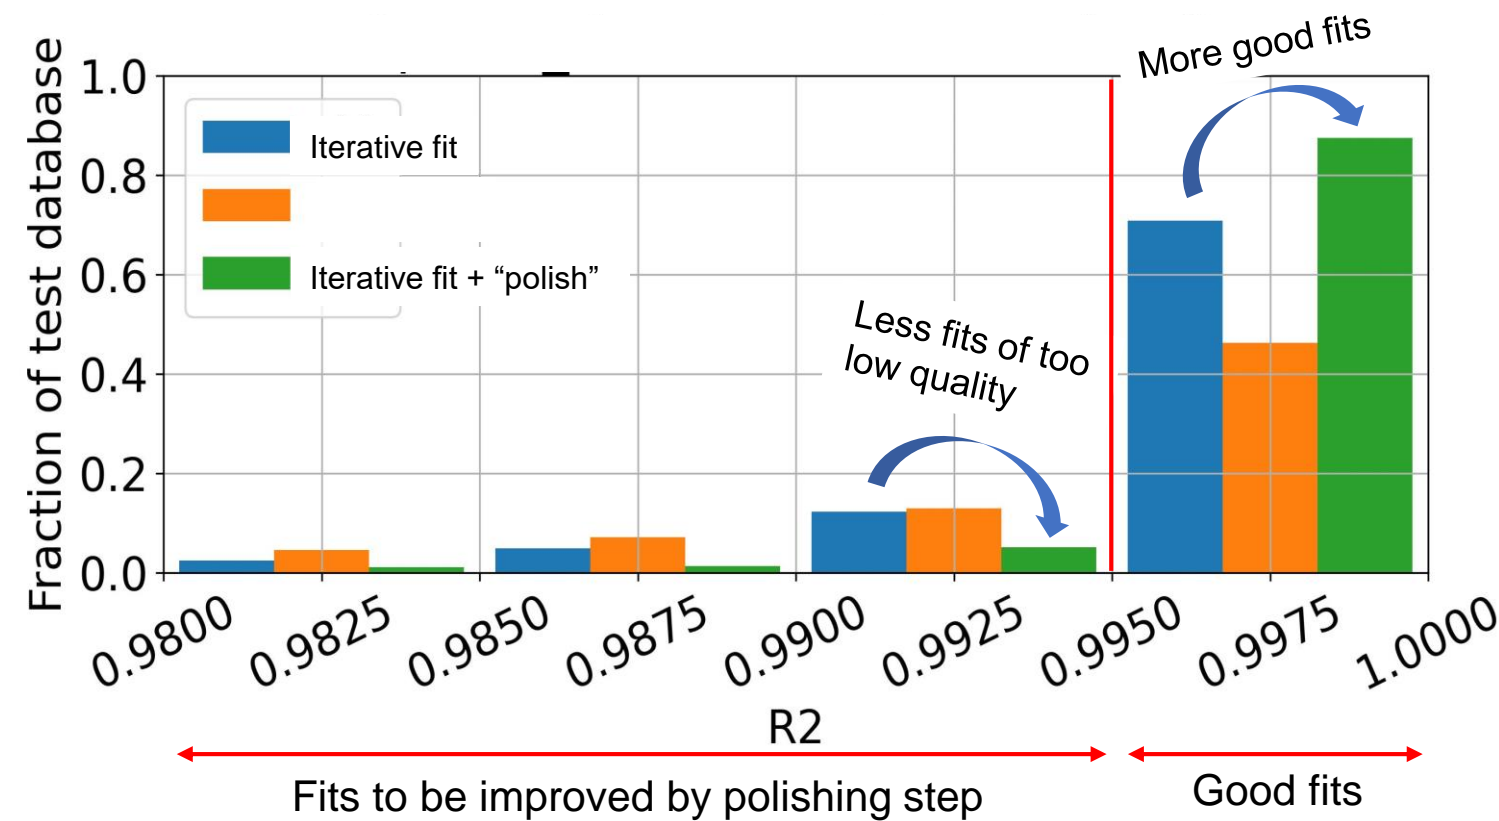 More good fits
Fraction of test database
1.0
0.8
0.6
0.4
0.2
0.0
Iterative fit
Iterative fit + “polish”
Less fits of too
low quality
0.9800
0.9825
0.9850
0.9875
0.9900
0.9925
0.9950
0.9975
1.0000
R2
Fits to be improved by polishing step
Good fits